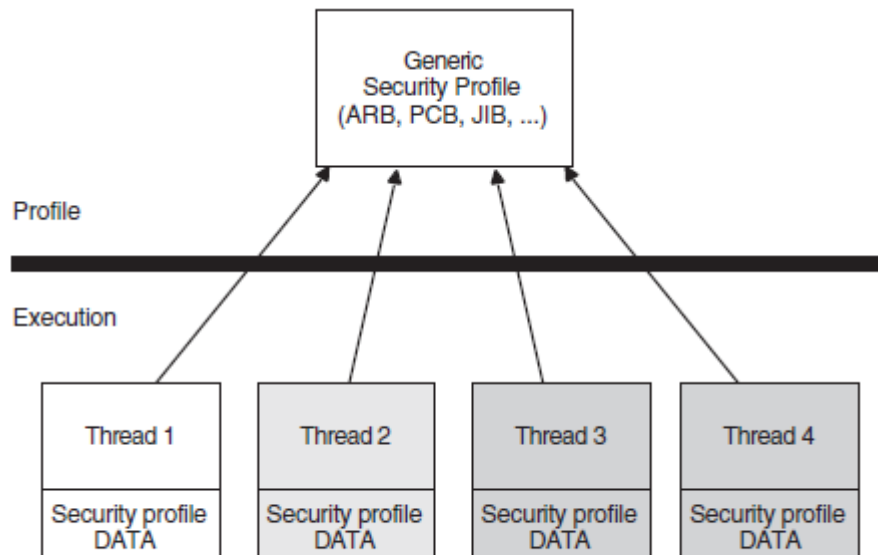 Generic
Security Profile
(ARB, PCB, JIB, ...)
Profile
Execution
Thread 1
Thread 2
Thread 3
Thread 4
Security profile
DATA
Security profile
DATA
Security profile
DATA
Security profile
DATA